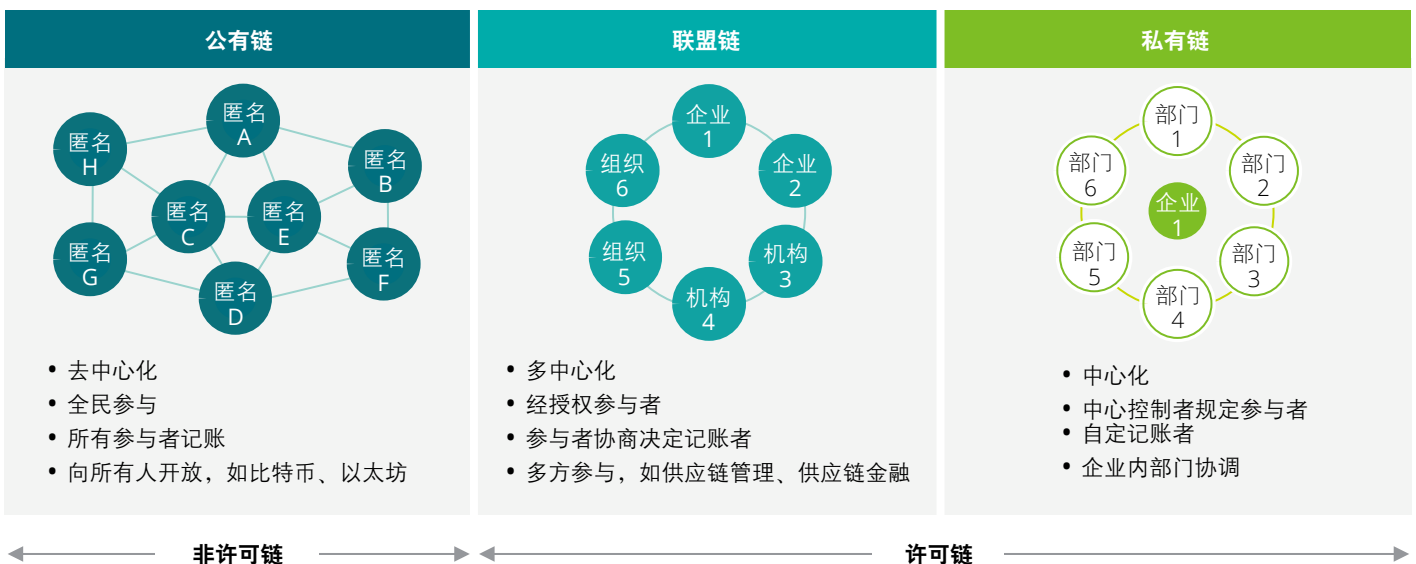 公有链
匿名
A
匿名
H
匿名
B
匿名
C
匿名
E
匿名
G
匿名
F
匿名
D
• 去中心化
• 全民参与
• 所有参与者记账
• 向所有人开放，如比特币、以太坊
联盟链
企业
1
组织
6
企业
2
组织
5
机构
3
机构
4
• 多中心化
• 经授权参与者
• 参与者协商决定记账者
• 多方参与，如供应链管理、供应链金融
私有链
部门
1
部门
6
部门
2
企业
1
部门
5
部门
3
部门
4
• 中心化
• 中心控制者规定参与者
• 自定记账者
• 企业内部门协调
非许可链
许可链